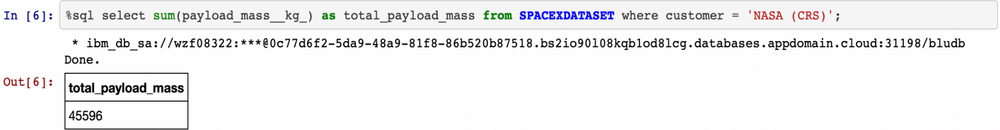 In [6]: %sql select sum(payload_mass__kg_) as total_payload_mass from SPACEXDATASET where customer = 'NASA (CRS)';
* ibm_db_sa://wzf08322:***@0c77d6f2-5da9-48a9-81f8-86b520b87518.bs2io90l08kqb1od8lcg.databases.appdomain.cloud:31198/bludb
Done.
Out[6]:
total_payload_mass
45596